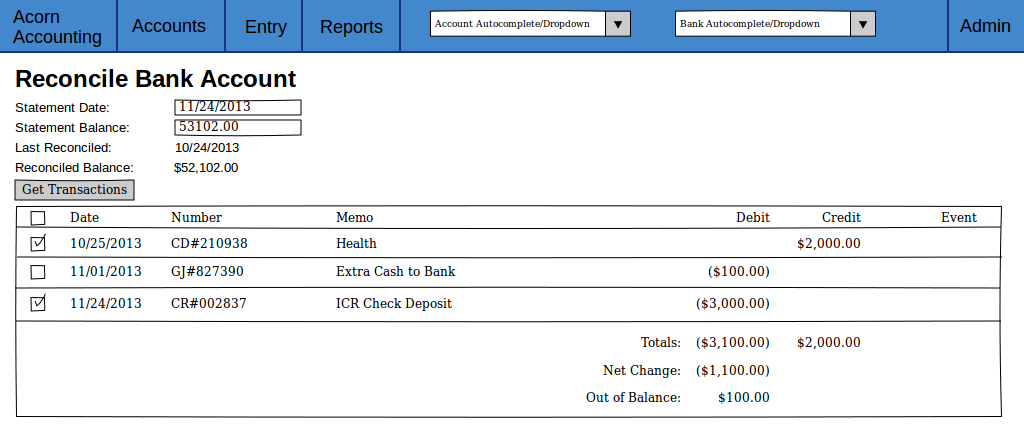 Acorn Accounting Accounts Entry Reports Account Autocomplete/Dropdown ▼ Bank Autocomplete/Dropdown ▼ Admin
Reconcile Bank Account
Statement Date: 11/24/2013
Statement Balance: 53102.00
Last Reconciled: 10/24/2013
Reconciled Balance: $52,102.00
Get Transactions
Date Number Memo Debit Credit Event
10/25/2013 CD#210938 Health $2,000.00
11/01/2013 GJ#827390 Extra Cash to Bank ($100.00)
11/24/2013 CR#002837 ICR Check Deposit ($3,000.00)
Totals: ($3,100.00) $2,000.00
Net Change: ($1,100.00)
Out of Balance: $100.00